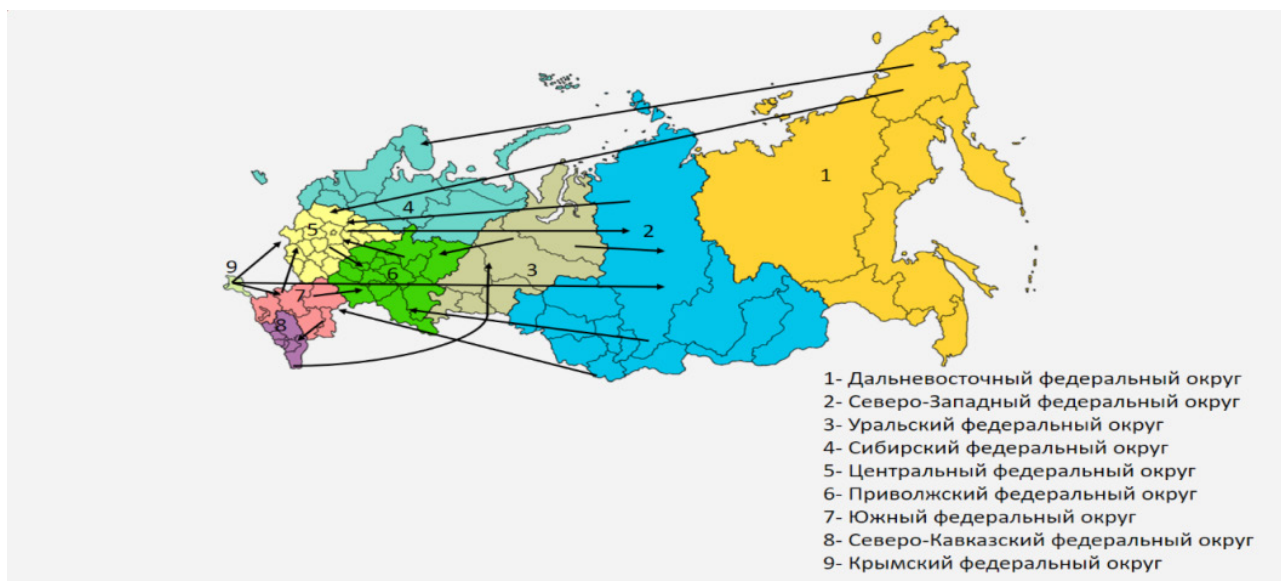 1
4
5
2
9
6
3
7
8
1- Дальневосточный федеральный округ
2- Северо-Западный федеральный округ
3- Уральский федеральный округ
4- Сибирский федеральный округ
5- Центральный федеральный округ
6- Приволжский федеральный округ
7- Южный федеральный округ
8- Северо-Кавказский федеральный округ
9- Крымский федеральный округ